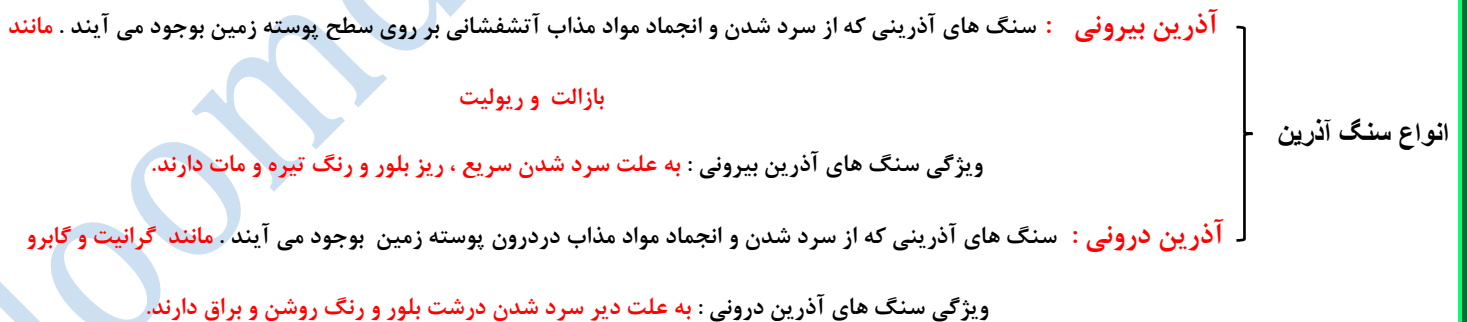 آذرین بیرونی : سنگ های آذرینی که از سرد شدن و انجماد مواد مذاب آتشفشانی بر روی سطح پوسته زمین بوجود می آیند . مانند
بازالت و ریولیت
انواع سنگ آذرین
ویژگی سنگ های آذرین بیرونی : به علت سرد شدن سریع ، ریز بلور و رنگ تیره و مات دارند.
آذرین درونی : سنگ های آذرینی که از سرد شدن و انجماد مواد مذاب دردرون پوسته زمین بوجود می آیند . مانند گرانیت و گابرو
ویژگی سنگ های آذرین درونی : به علت دیر سرد شدن درشت بلور و رنگ روشن و براق دارند.